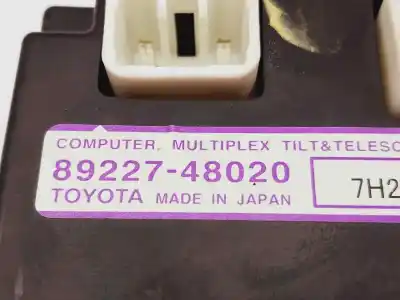 COMPUTER, MULTIPLEX TILT&TELESC
89227-48020
7H2
TOYOTA MADE IN JAPAN